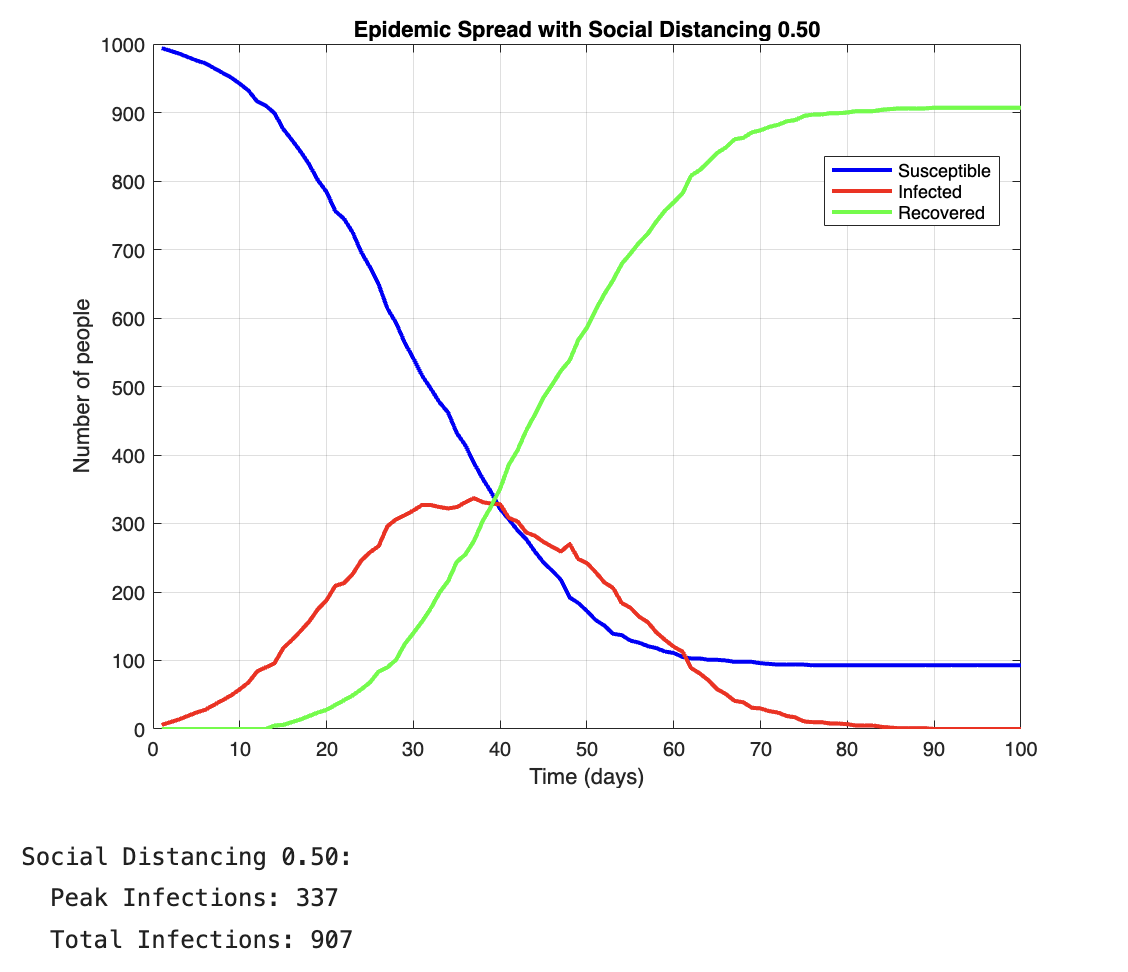 Epidemic Spread with Social Distancing 0.50
1000
900
800
700
600
500
400
300
200
100
0
Number of people
Susceptible
Infected
Recovered
0 10 20 30 40 50 60 70 80 90 100
Time (days)
Social Distancing 0.50:
Peak Infections: 337
Total Infections: 907